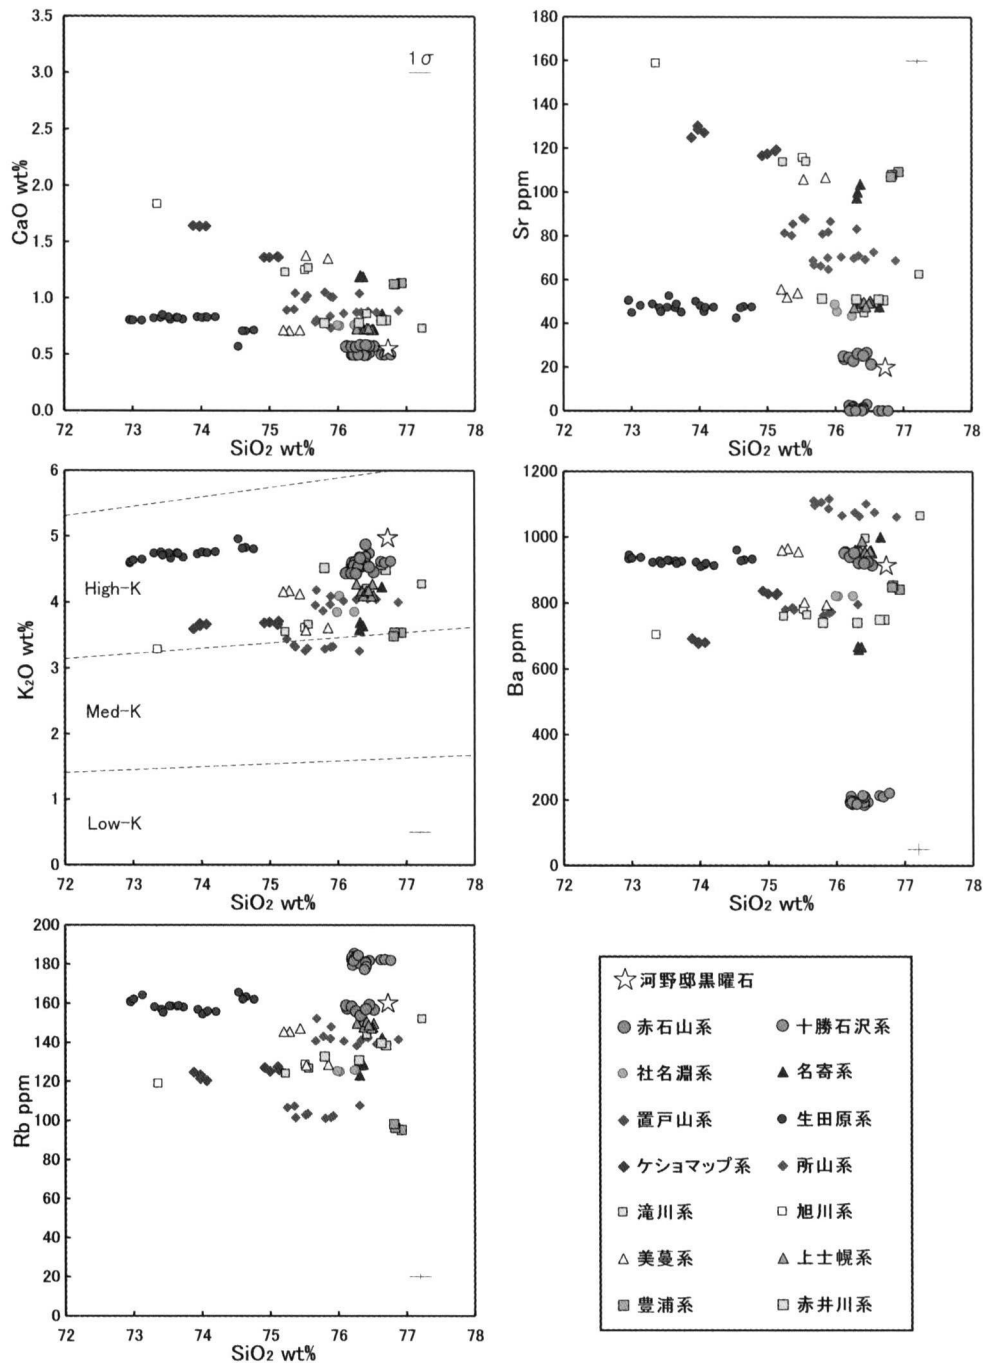 3.5
3.0
2.5
2.0
1.5
1.0
0.5
0.0
CaO wt%
1σ
72 73 74 75 76 77 78
SiO₂ wt%
180
160
140
120
100
80
60
40
20
0
Sr ppm
72 73 74 75 76 77 78
SiO₂ wt%
6
5
4
3
2
1
0
K₂O wt%
High-K
Med-K
Low-K
72 73 74 75 76 77 78
SiO₂ wt%
1200
1000
800
600
400
200
0
Ba ppm
72 73 74 75 76 77 78
SiO₂ wt%
200
180
160
140
120
100
80
60
40
20
0
Rb ppm
72 73 74 75 76 77 78
SiO₂ wt%
河野邸黒曜石
赤石山系 十勝石沢系
社名淵系 名寄系
置戸山系 生田原系
ケショマップ系 所山系
滝川系 旭川系
美蔓系 上士幌系
豊浦系 赤井川系